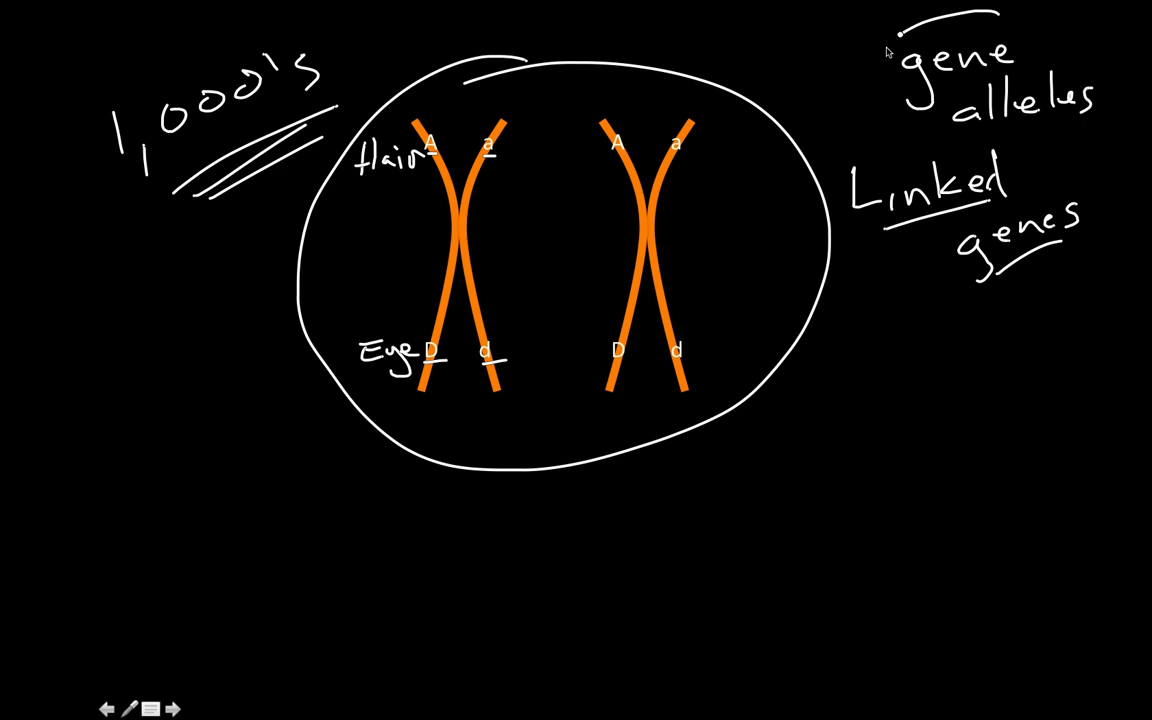 1,000's
gene
alleles
Linked
genes
Hair A a A a
Eye D d D d